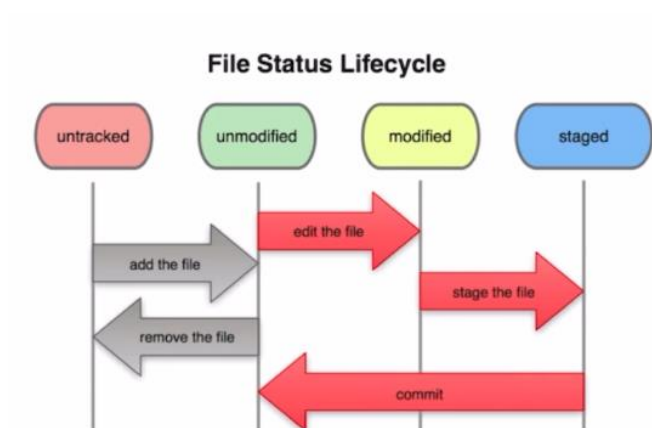 File Status Lifecycle
untracked
unmodified
modified
staged
edit the file
add the file
stage the file
remove the file
commit